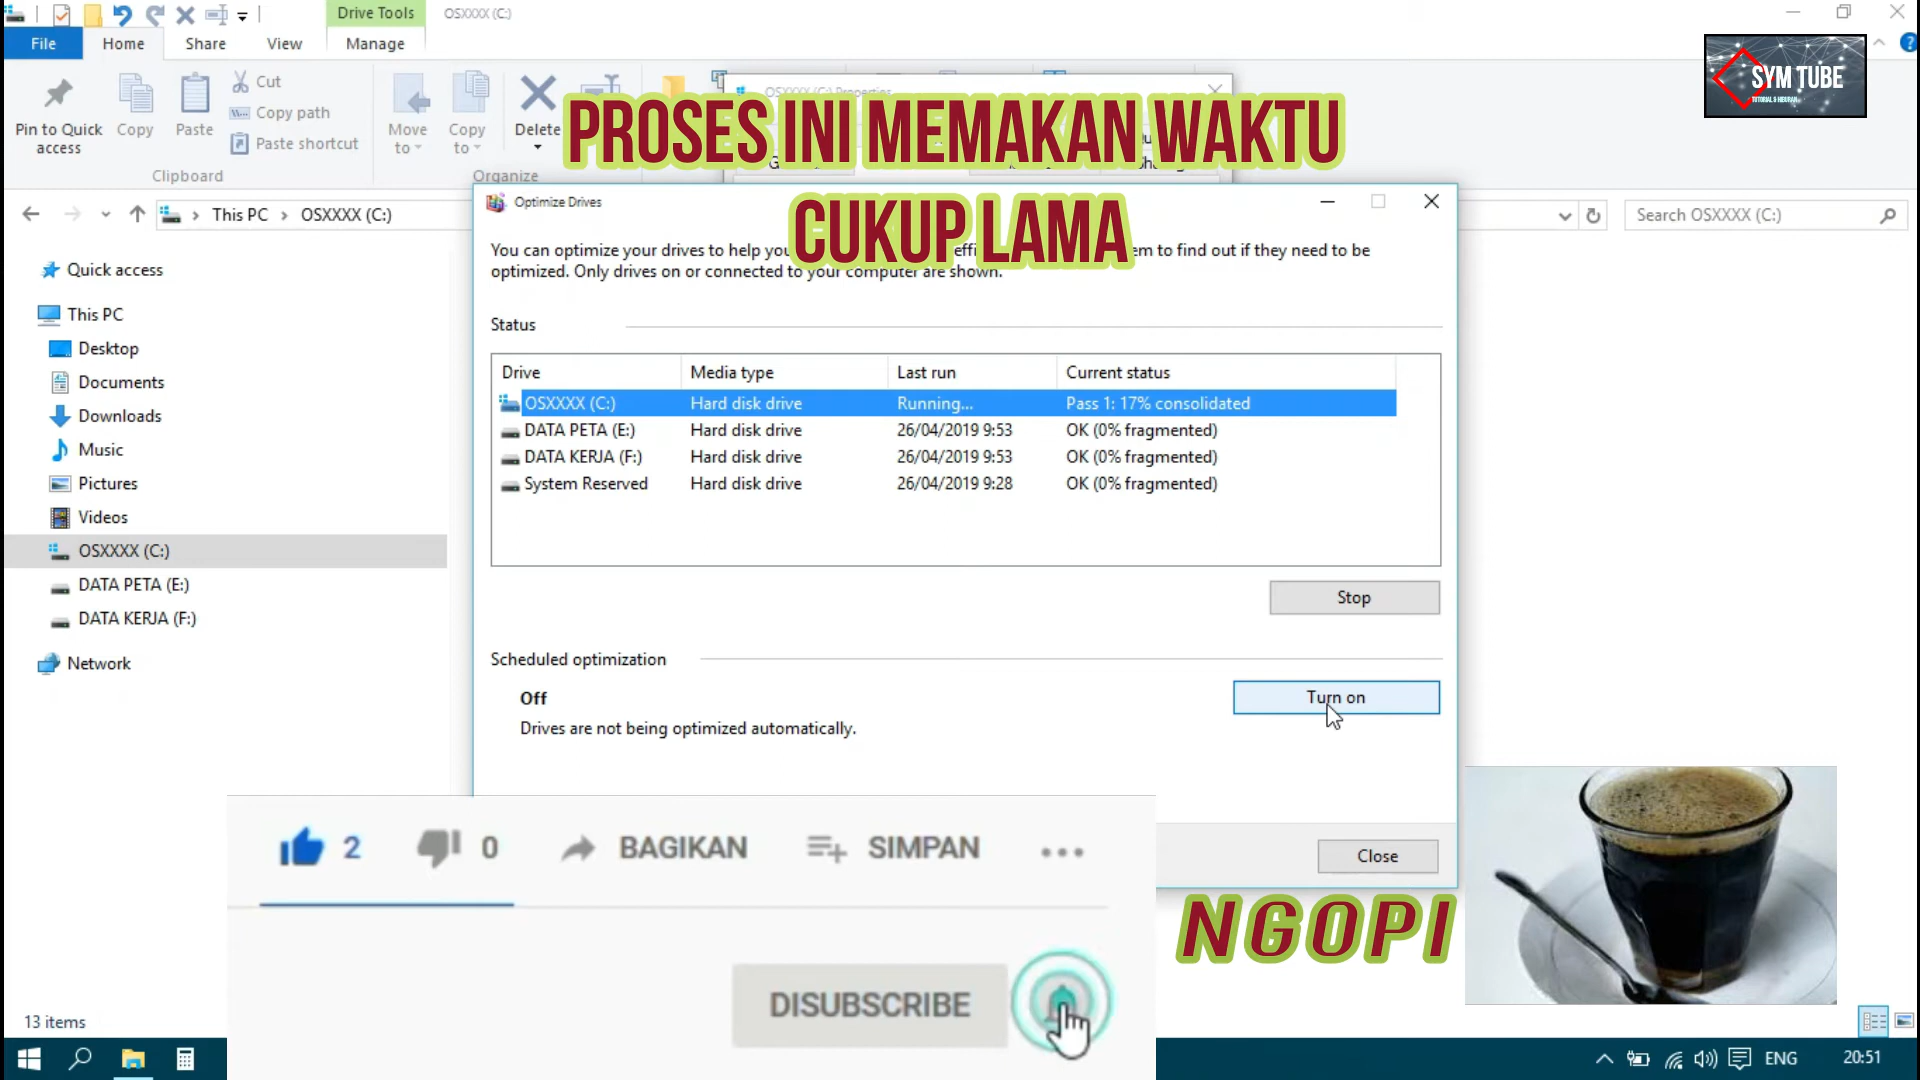 Drive Tools
OSXXXX (C:)
File
Home
Share
View
Manage
Pin to Quick access
Copy
Paste
Cut
Copy path
Paste shortcut
Move to
Copy to
Delete
Clipboard
Organize
SYM TUBE
TUTORIAL & HIBURAN
OSXXXX (C:) Properties
PROSES INI MEMAKAN WAKTU
CUKUP LAMA
This PC > OSXXXX (C:)
Search OSXXXX (C:)
Quick access
This PC
Desktop
Documents
Downloads
Music
Pictures
Videos
OSXXXX (C:)
DATA PETA (E:)
DATA KERJA (F:)
Network
13 items
Optimize Drives
You can optimize your drives to help you em to find out if they need to be
optimized. Only drives on or connected to your computer are shown.
Status
Drive Media type Last run Current status
OSXXXX (C:) Hard disk drive Running... Pass 1: 17% consolidated
DATA PETA (E:) Hard disk drive 26/04/2019 9:53 OK (0% fragmented)
DATA KERJA (F:) Hard disk drive 26/04/2019 9:53 OK (0% fragmented)
System Reserved Hard disk drive 26/04/2019 9:28 OK (0% fragmented)
Stop
Scheduled optimization
Off
Turn on
Drives are not being optimized automatically.
Close
2 0 BAGIKAN SIMPAN
DISUBSCRIBE
NGOPI
ENG
20:51